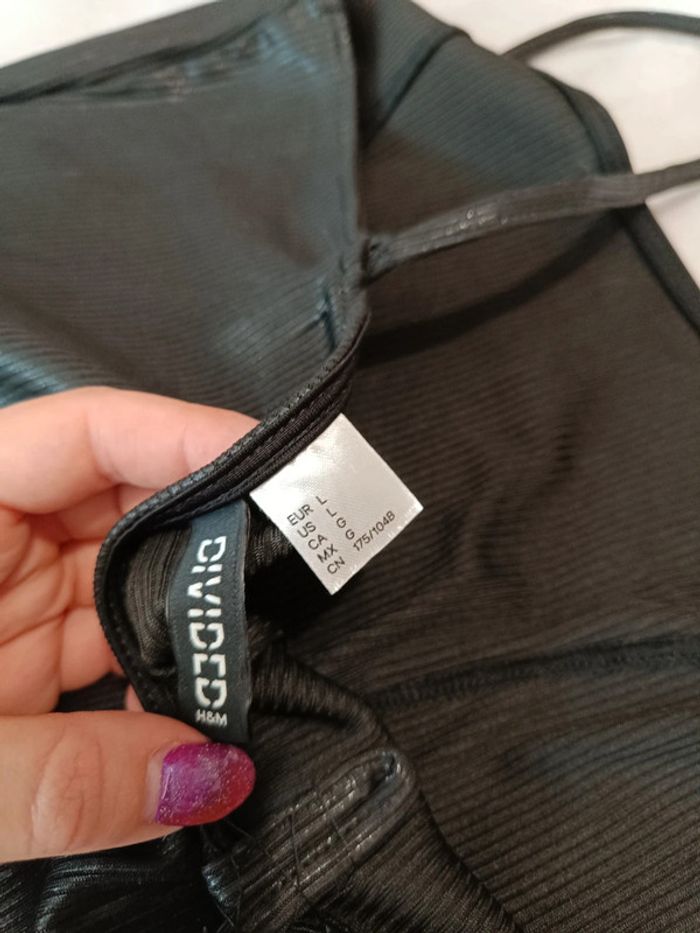 EUR L
US L
CA G
MX G
CN 175/104B
DIVIDED
H&M